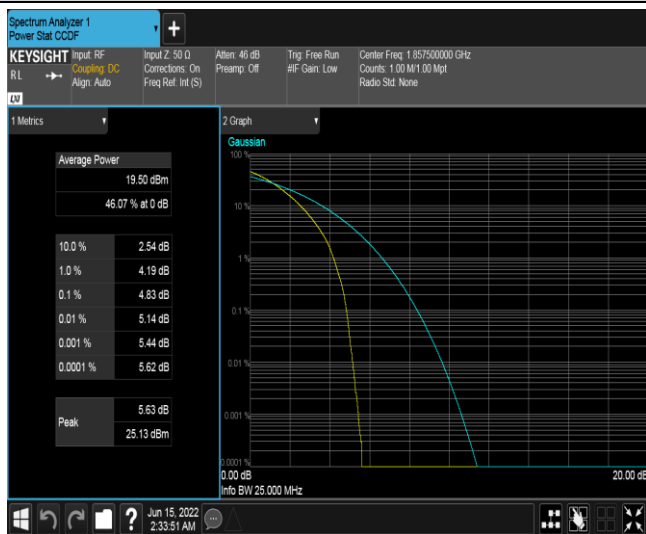 Spectrum Analyzer 1
Power Stat CCDF
+
KEYSIGHT
RL
Input: RF
Coupling: DC
Align: Auto
Input Z: 50 Ω
Corrections: On
Freq Ref: Int (S)
Atten: 46 dB
Preamp: Off
Trig: Free Run
#IF Gain: Low
Center Freq: 1.857500000 GHz
Counts: 1.00 M/1.00 Mpt
Radio Std: None
LXI
1 Metrics
Average Power
19.50 dBm
46.07 % at 0 dB
10.0 % 2.54 dB
1.0 % 4.19 dB
0.1 % 4.83 dB
0.01 % 5.14 dB
0.001 % 5.44 dB
0.0001 % 5.62 dB
Peak
5.63 dB
25.13 dBm
2 Graph
Gaussian
100 %
10 %
1 %
0.1 %
0.01 %
0.001 %
0.0001 %
0.00 dB 20.00 dB
Info BW 25.000 MHz
?
Jun 15, 2022
2:33:51 AM